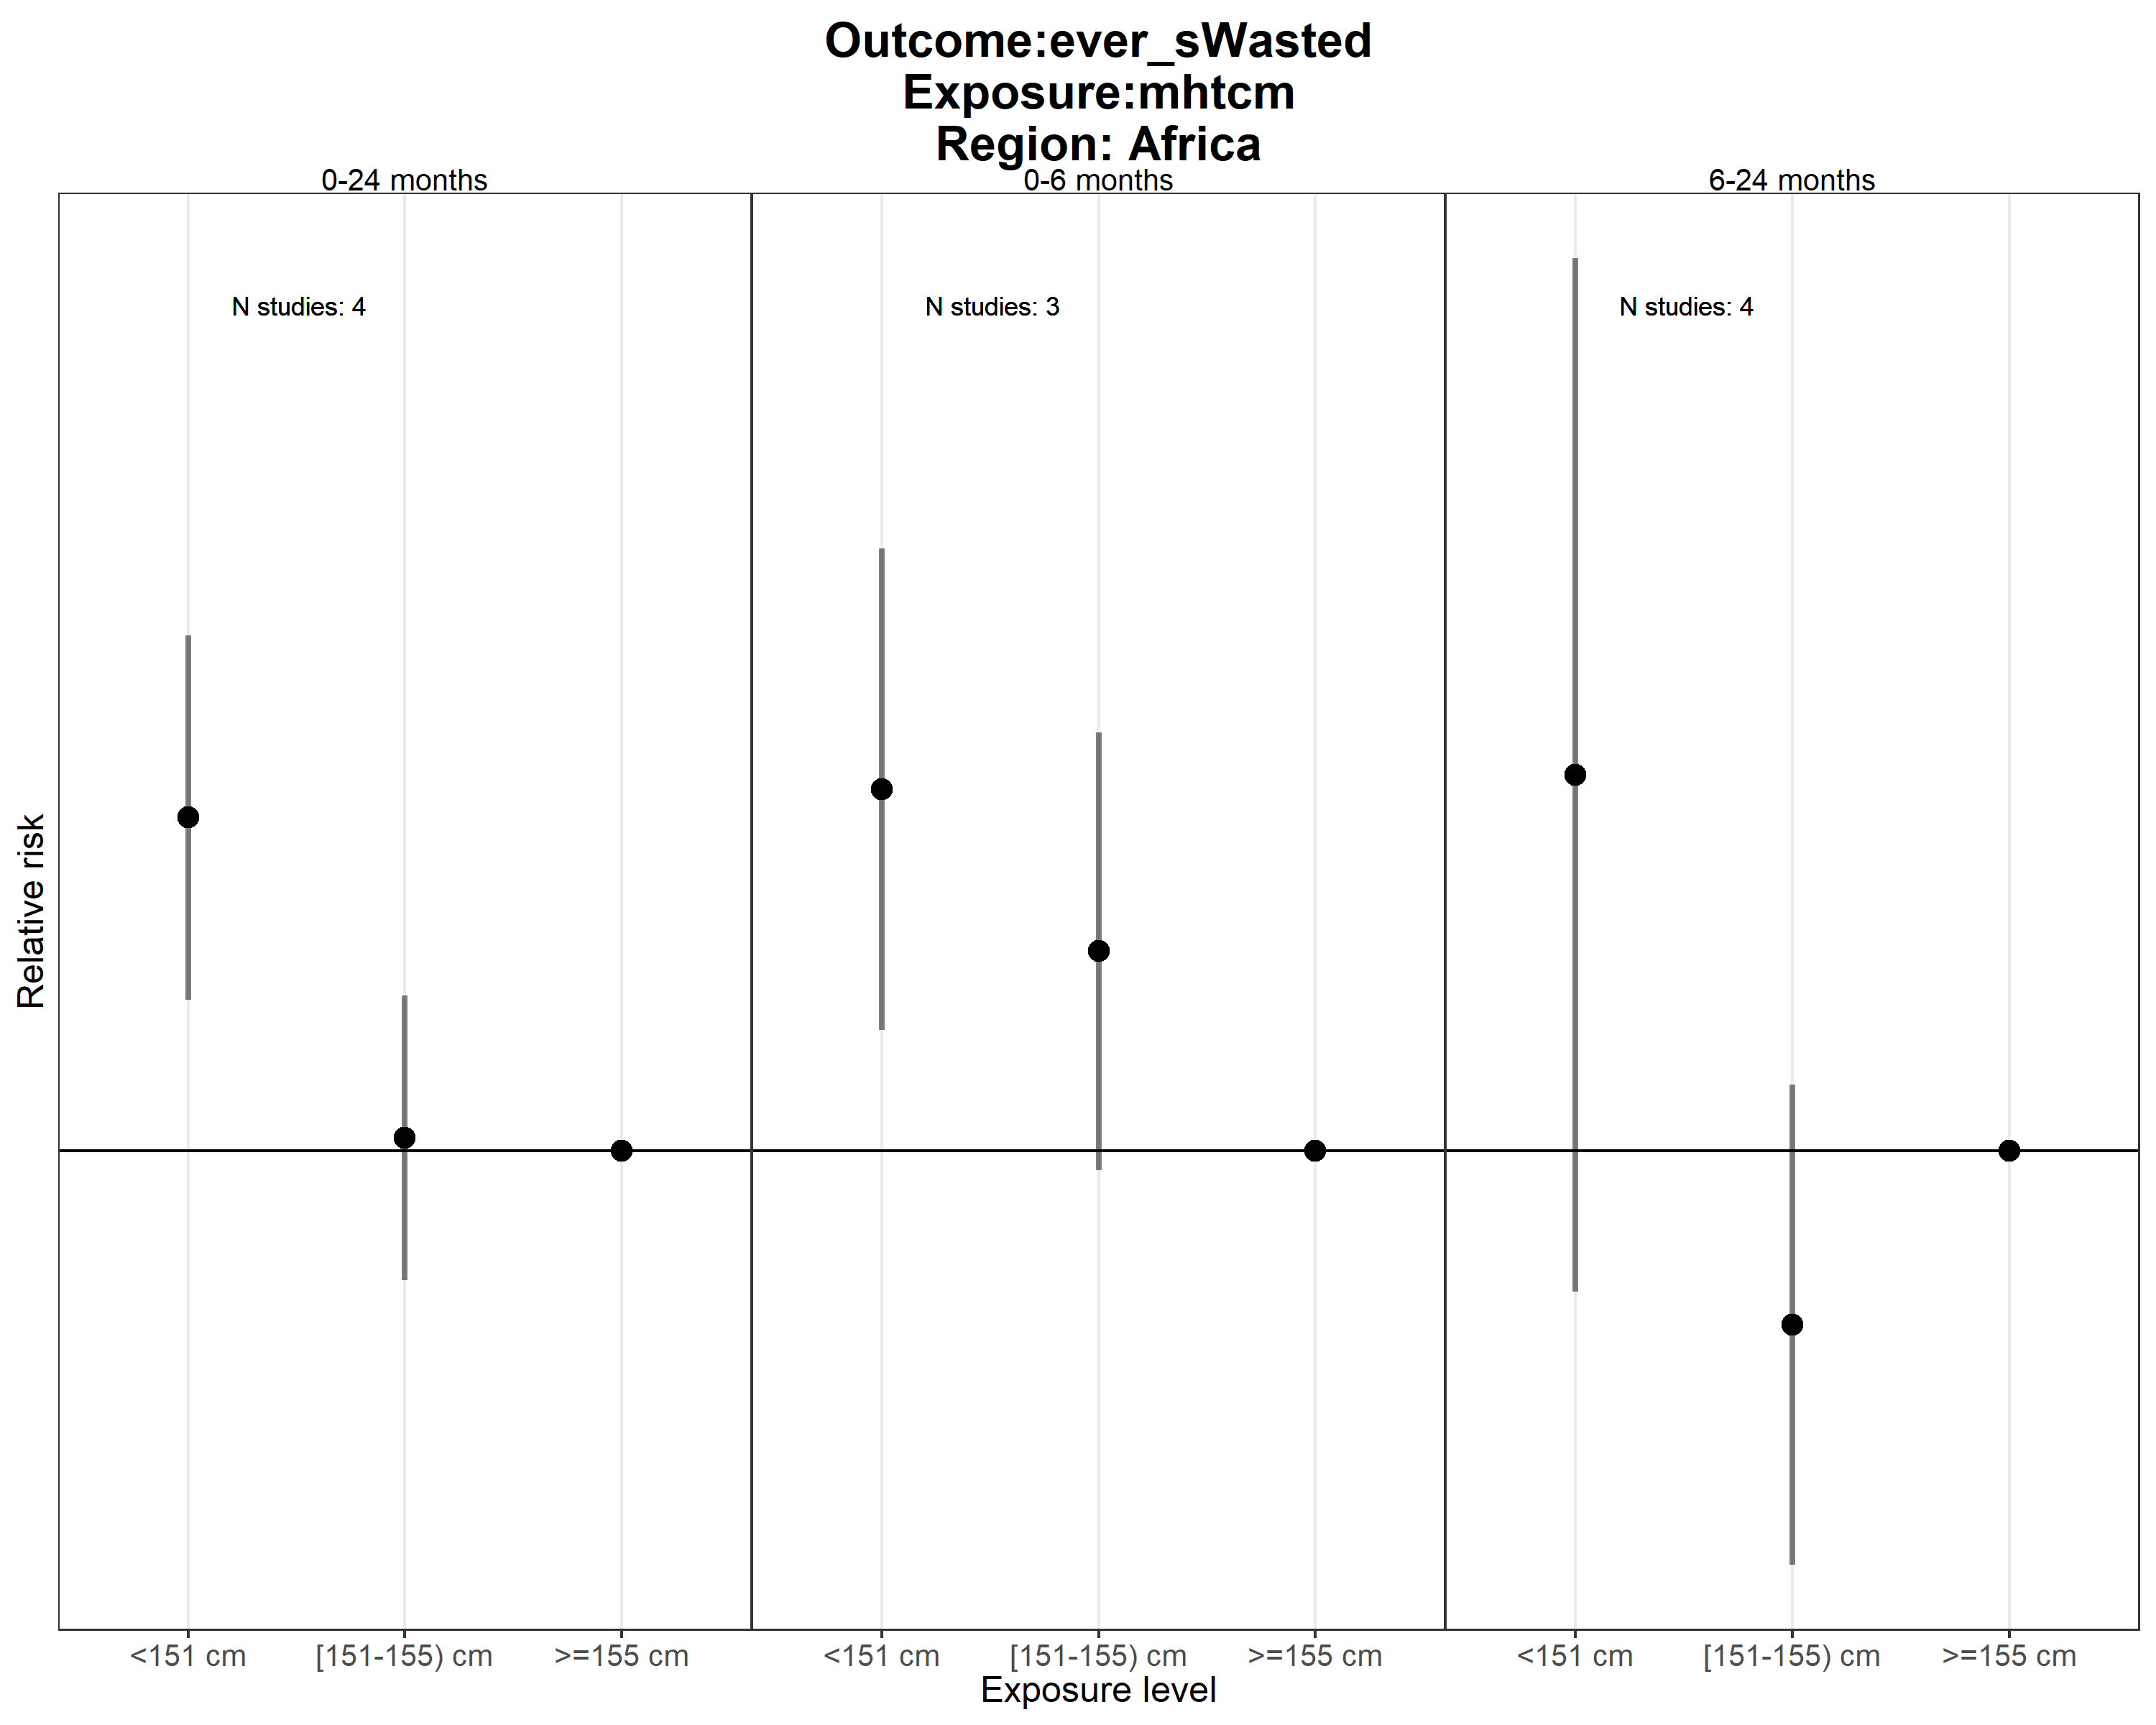 Outcome:ever_sWasted
Exposure:mhtcm
Region: Africa
0-24 months
0-6 months
6-24 months
N studies: 4
N studies: 3
N studies: 4
Relative risk
<151 cm
[151-155) cm
>=155 cm
<151 cm
[151-155) cm
>=155 cm
<151 cm
[151-155) cm
>=155 cm
Exposure level